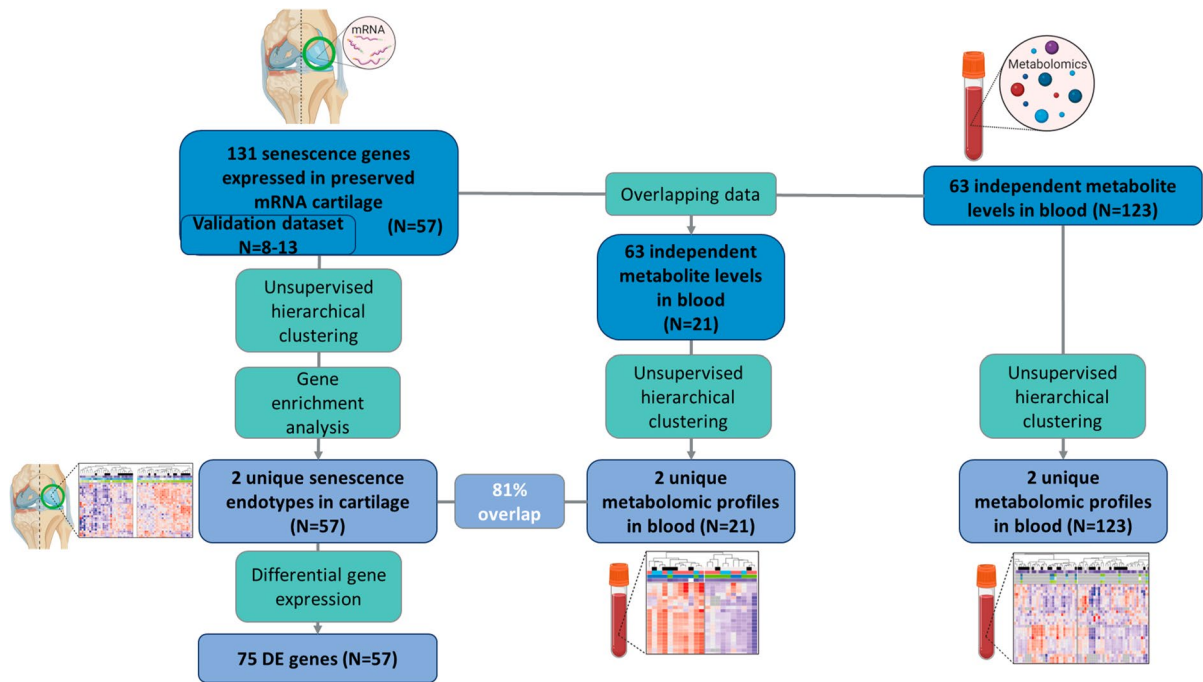 mRNA
Metabolomics
131 senescence genes
expressed in preserved
mRNA cartilage
(N=57)
Validation dataset
N=8-13
Overlapping data
63 independent metabolite
levels in blood (N=123)
63 independent
metabolite levels
in blood
(N=21)
Unsupervised
hierarchical
clustering
Gene
enrichment
analysis
Unsupervised
hierarchical
clustering
Unsupervised
hierarchical
clustering
2 unique senescence
endotypes in cartilage
(N=57)
81%
overlap
2 unique
metabolomic profiles
in blood (N=21)
2 unique
metabolomic profiles
in blood (N=123)
Differential gene
expression
75 DE genes (N=57)